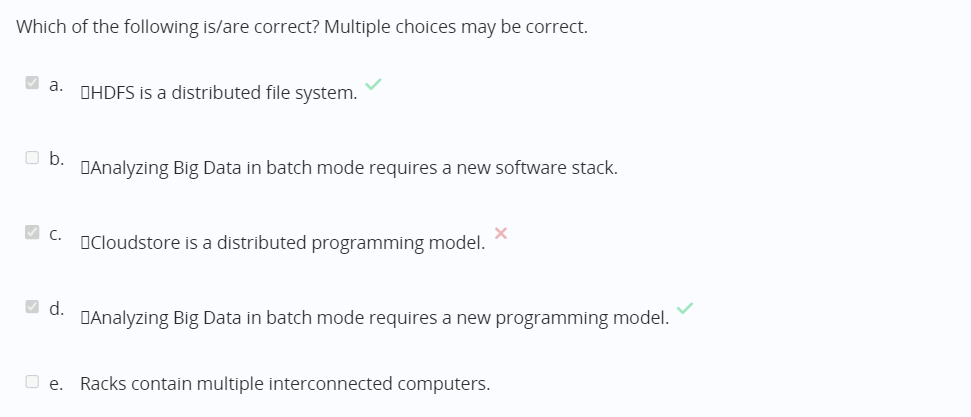 Which of the following is/are correct? Multiple choices may be correct.
a. ▯HDFS is a distributed file system.
b. ▯Analyzing Big Data in batch mode requires a new software stack.
c. ▯Cloudstore is a distributed programming model.
d. ▯Analyzing Big Data in batch mode requires a new programming model.
e. Racks contain multiple interconnected computers.